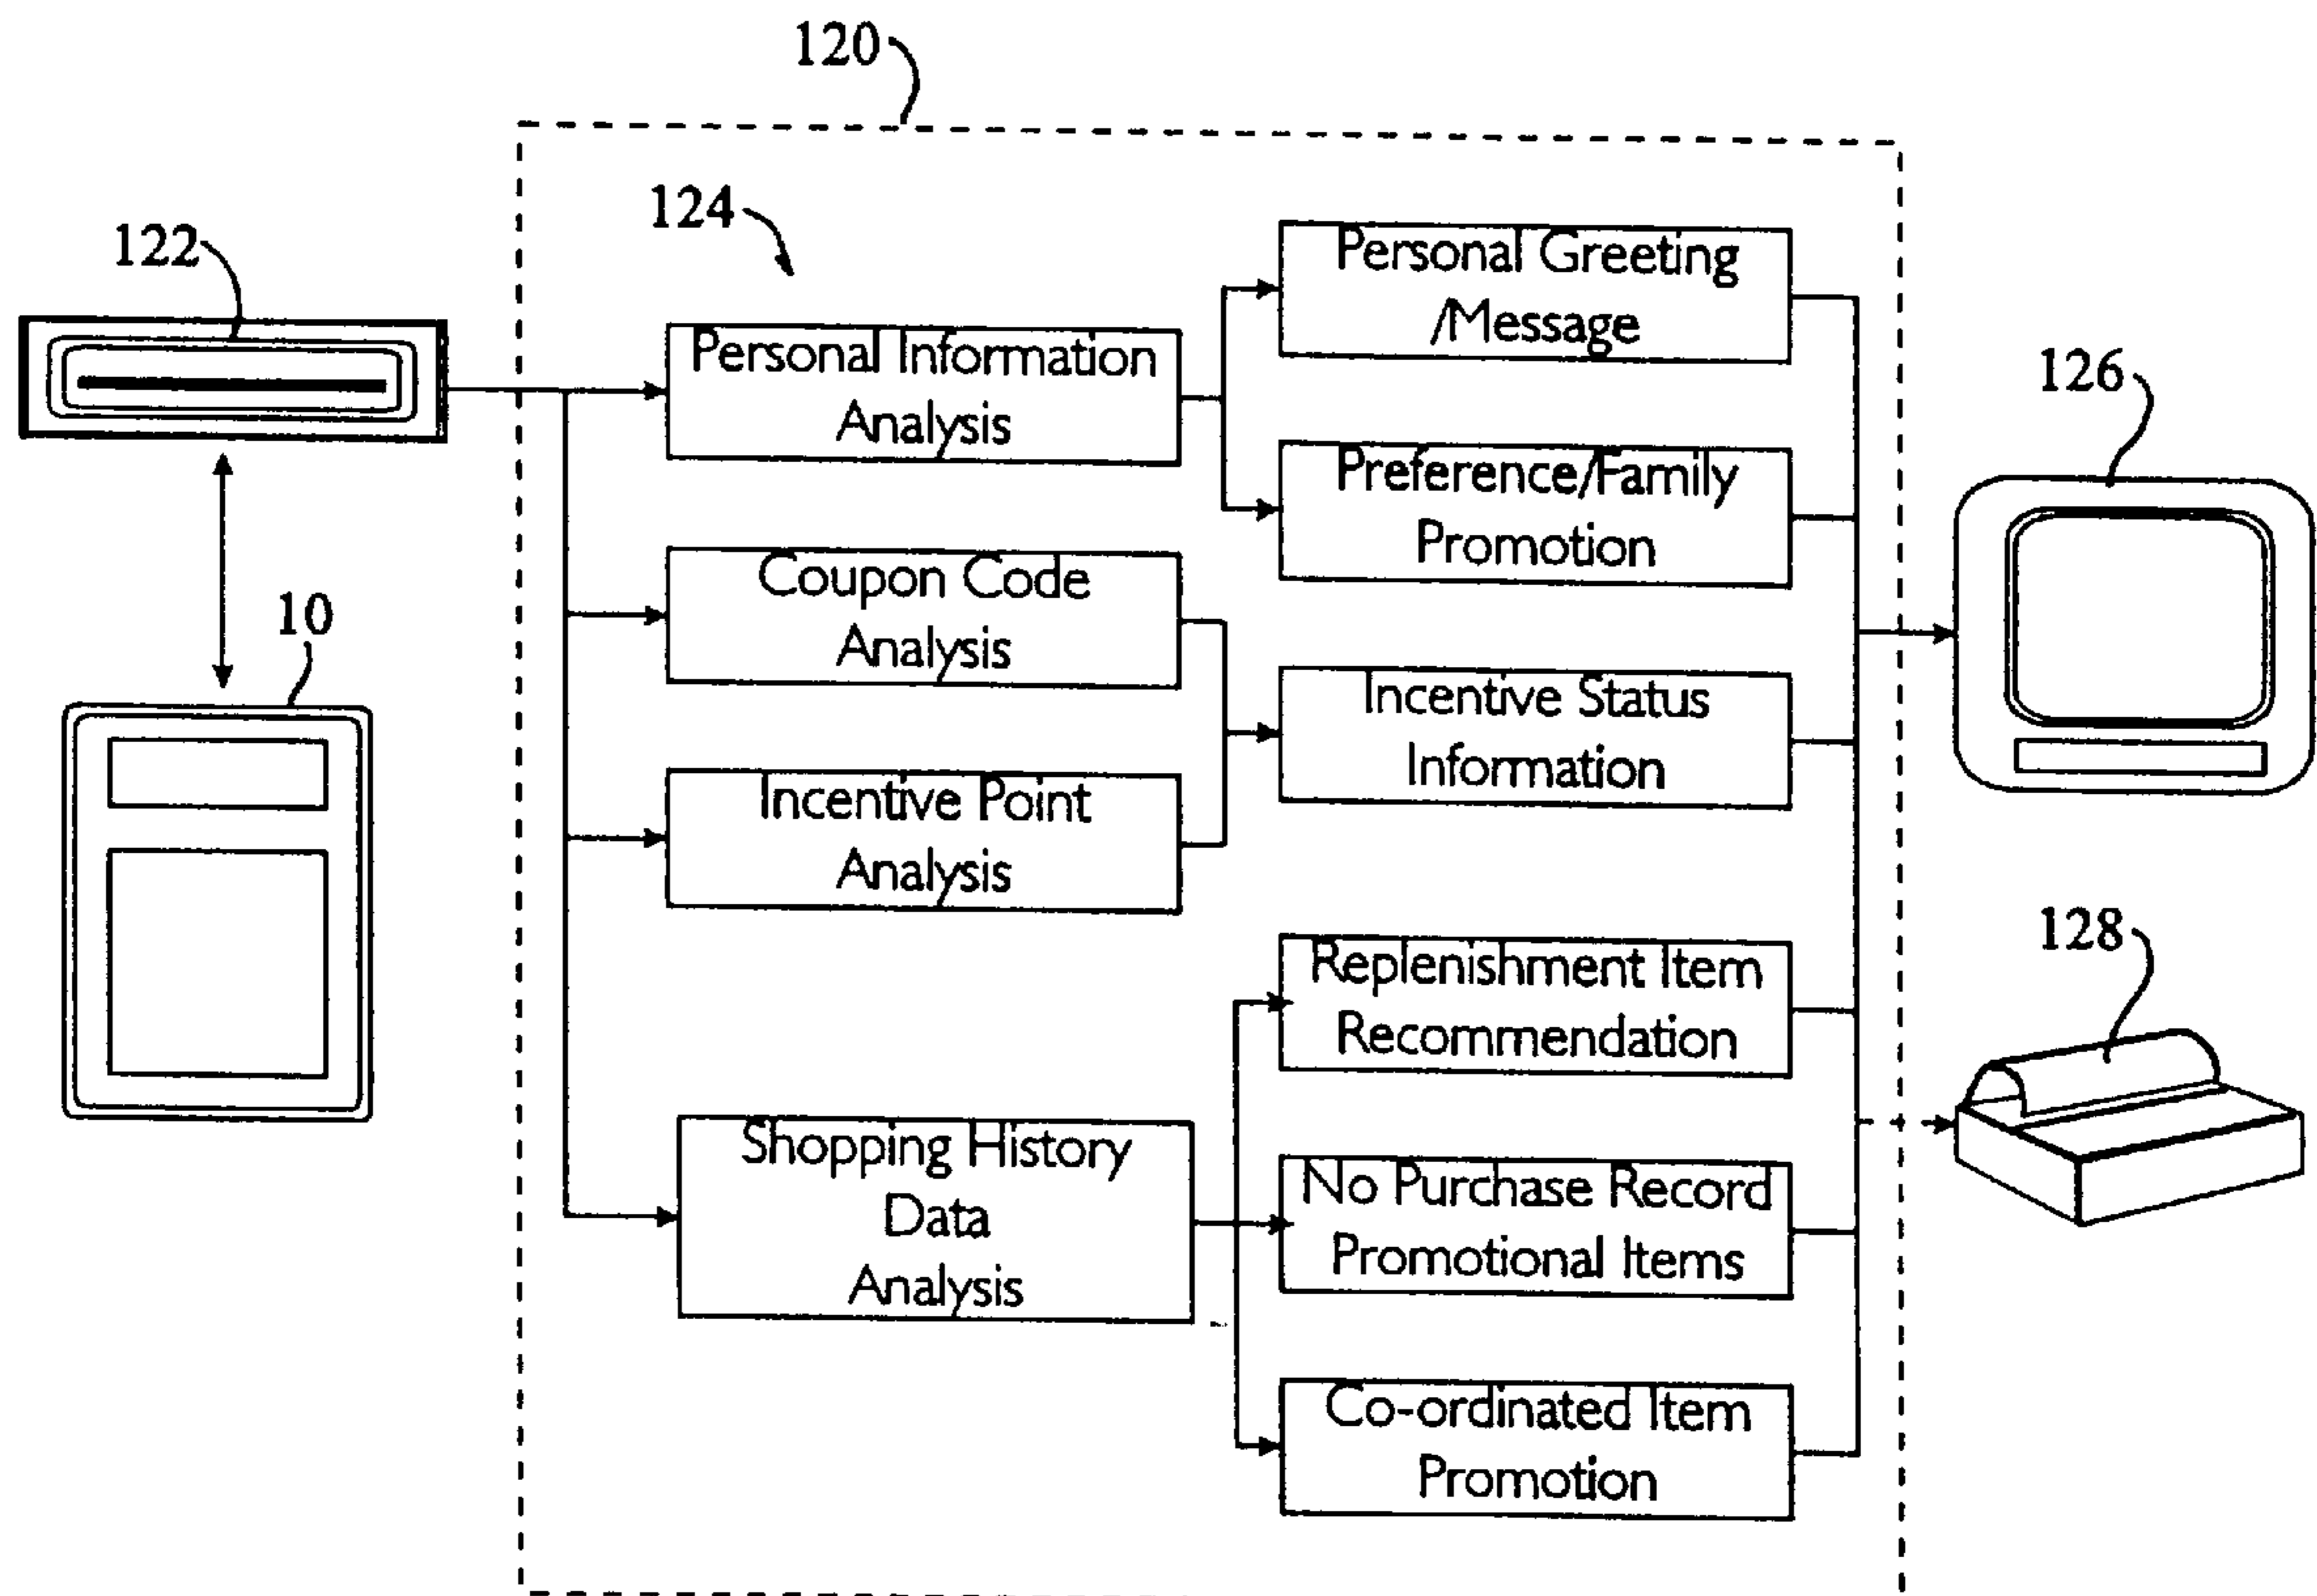 120
124
122
10
126
128
Personal Information
Analysis
Coupon Code
Analysis
Incentive Point
Analysis
Shopping History
Data
Analysis
Personal Greeting
/Message
Preference/Family
Promotion
Incentive Status
Information
Replenishment Item
Recommendation
No Purchase Record
Promotional Items
Co-ordinated Item
Promotion